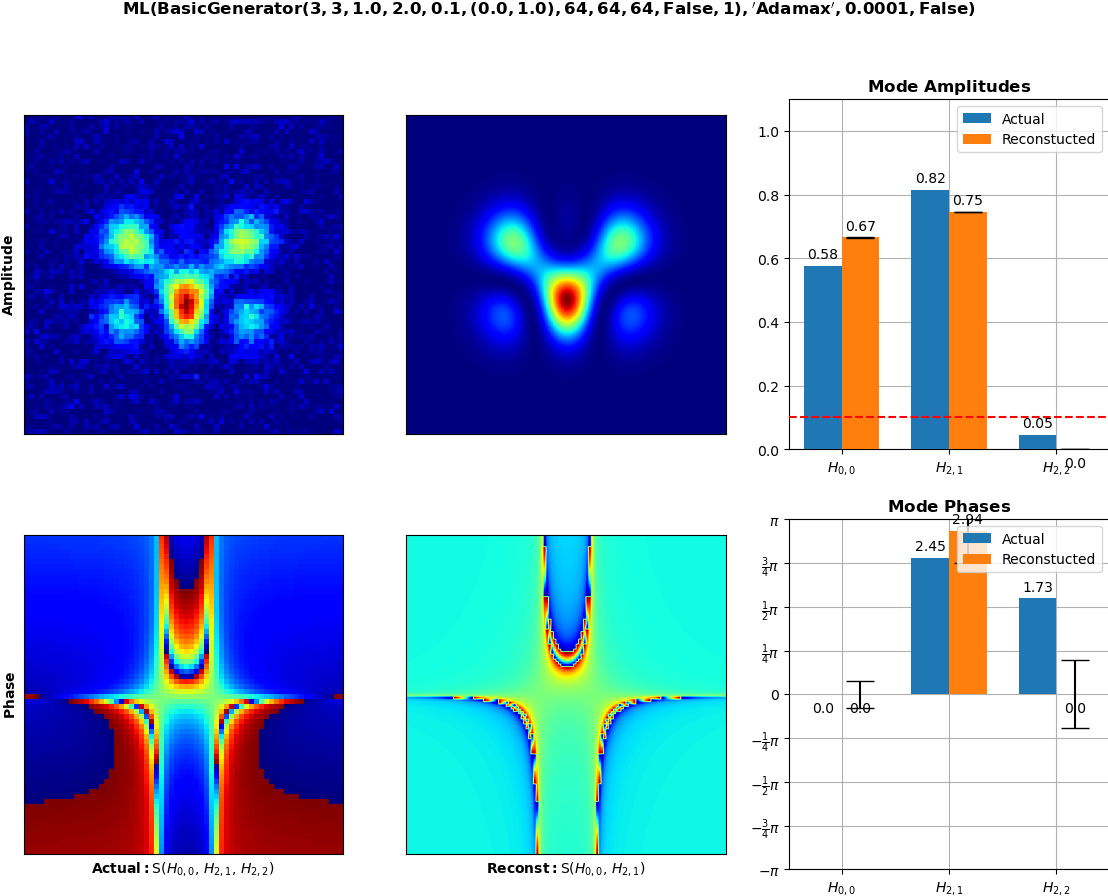 ML(BasicGenerator(3, 3, 1.0, 2.0, 0.1, (0.0, 1.0), 64, 64, 64, False, 1), ′Adamax′, 0.0001, False)
Amplitude
Mode Amplitudes
Actual
Reconstucted
1.0
0.8
0.6
0.4
0.2
0.0
0.58
0.67
0.82
0.75
0.05
0.0
H₀,₀
H₂,₁
H₂,₂
Phase
Actual: S(H₀,₀, H₂,₁, H₂,₂)
Reconst: S(H₀,₀, H₂,₁)
Mode Phases
Actual
Reconstucted
π
3/4π
1/2π
1/4π
0
−1/4π
−1/2π
−3/4π
−π
0.0
0.0
2.45
2.94
1.73
0.0
H₀,₀
H₂,₁
H₂,₂